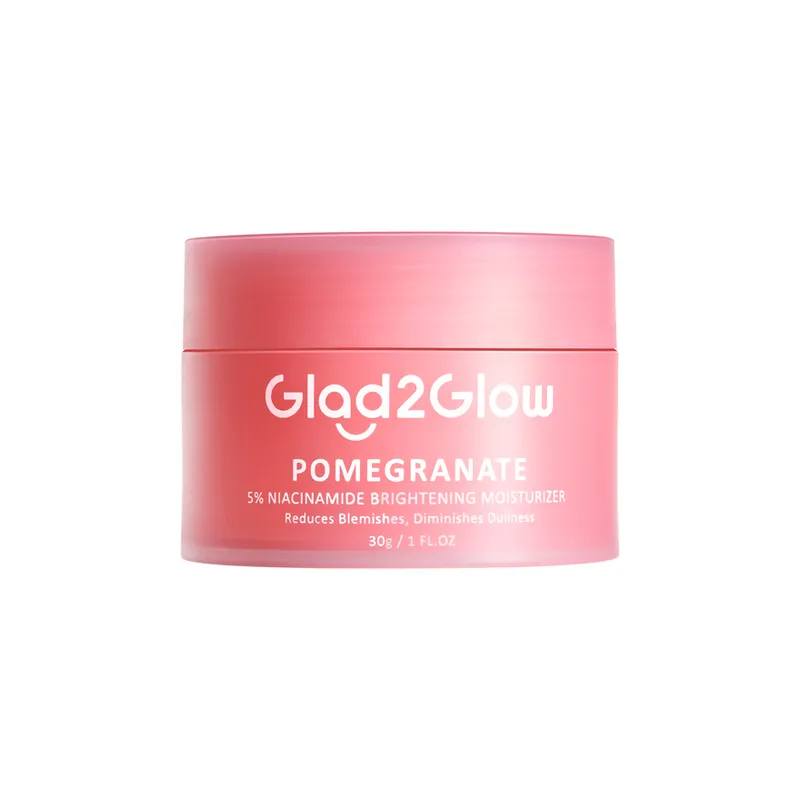 Glad2Glow
POMEGRANATE
5% NIACINAMIDE BRIGHTENING MOISTURIZER
Reduces Blemishes, Diminishes Dullness
30g / 1 FL.OZ